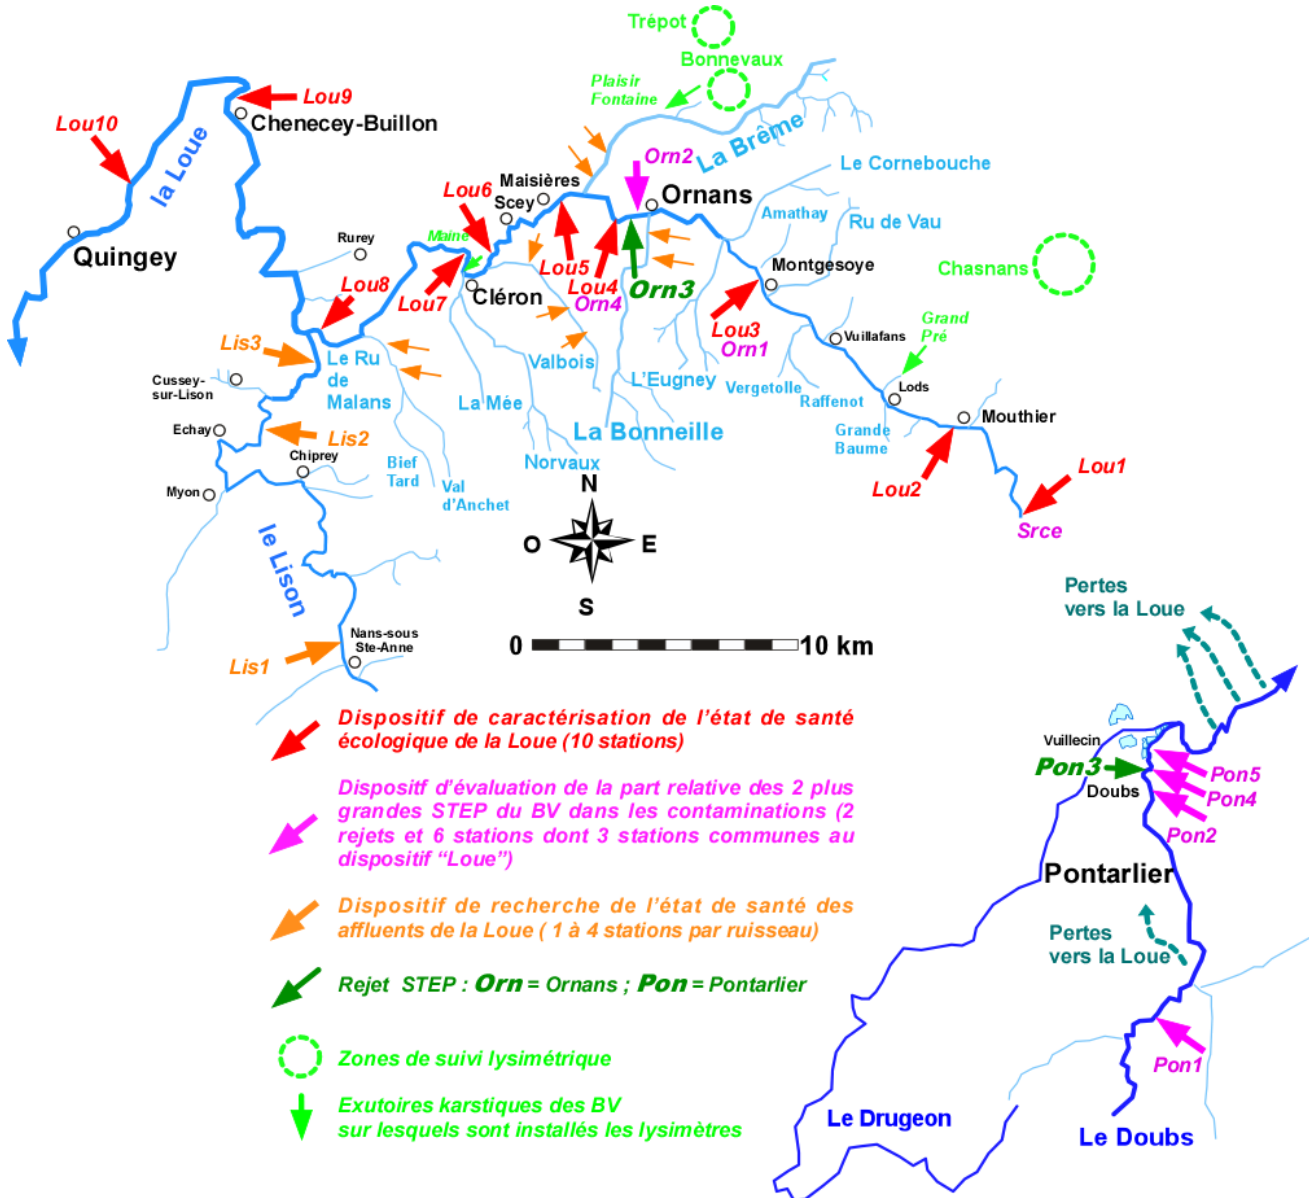 Trépot
Bonnevaux
Plaisir
Fontaine
Lou9
Chenecey-Buillon
Lou10
la Loue
La Brême
Orn2
Le Cornebouche
Maisières
Scey
Lou6
Ornans
Amathay
Ru de Vau
Quingey
Rurey
Maine
Chasnans
Montgesoye
Lou5
Lou8
Lou7
Cléron
Lou4
Orn4
Orn3
Lou3
Orn1
Grand
Pré
Vuillafans
Lis3
Le Ru
de
Malans
Valbois
L'Eugney
Vergetolle
Raffenot
Lods
Cussey-
sur-Lison
La Mée
Mouthier
Echay
Lis2
La Bonneille
Grande
Baume
Chiprey
Bief
Tard
Norvaux
Lou1
Myon
Val
d'Anchet
Lou2
N
Srce
le Lison
O
E
S
Pertes
vers la Loue
Nans-sous
Ste-Anne
0
10 km
Lis1
Dispositif de caractérisation de l'état de santé
écologique de la Loue (10 stations)
Vuillecin
Pon3
Pon5
Doubs
Pon4
Pon2
Dispositf d'évaluation de la part relative des 2 plus
grandes STEP du BV dans les contaminations (2
rejets et 6 stations dont 3 stations communes au
dispositif “Loue”)
Pontarlier
Dispositif de recherche de l'état de santé des
affluents de la Loue ( 1 à 4 stations par ruisseau)
Pertes
vers la Loue
Rejet STEP : Orn = Ornans ; Pon = Pontarlier
Zones de suivi lysimétrique
Pon1
Exutoires karstiques des BV
sur lesquels sont installés les lysimètres
Le Drugeon
Le Doubs